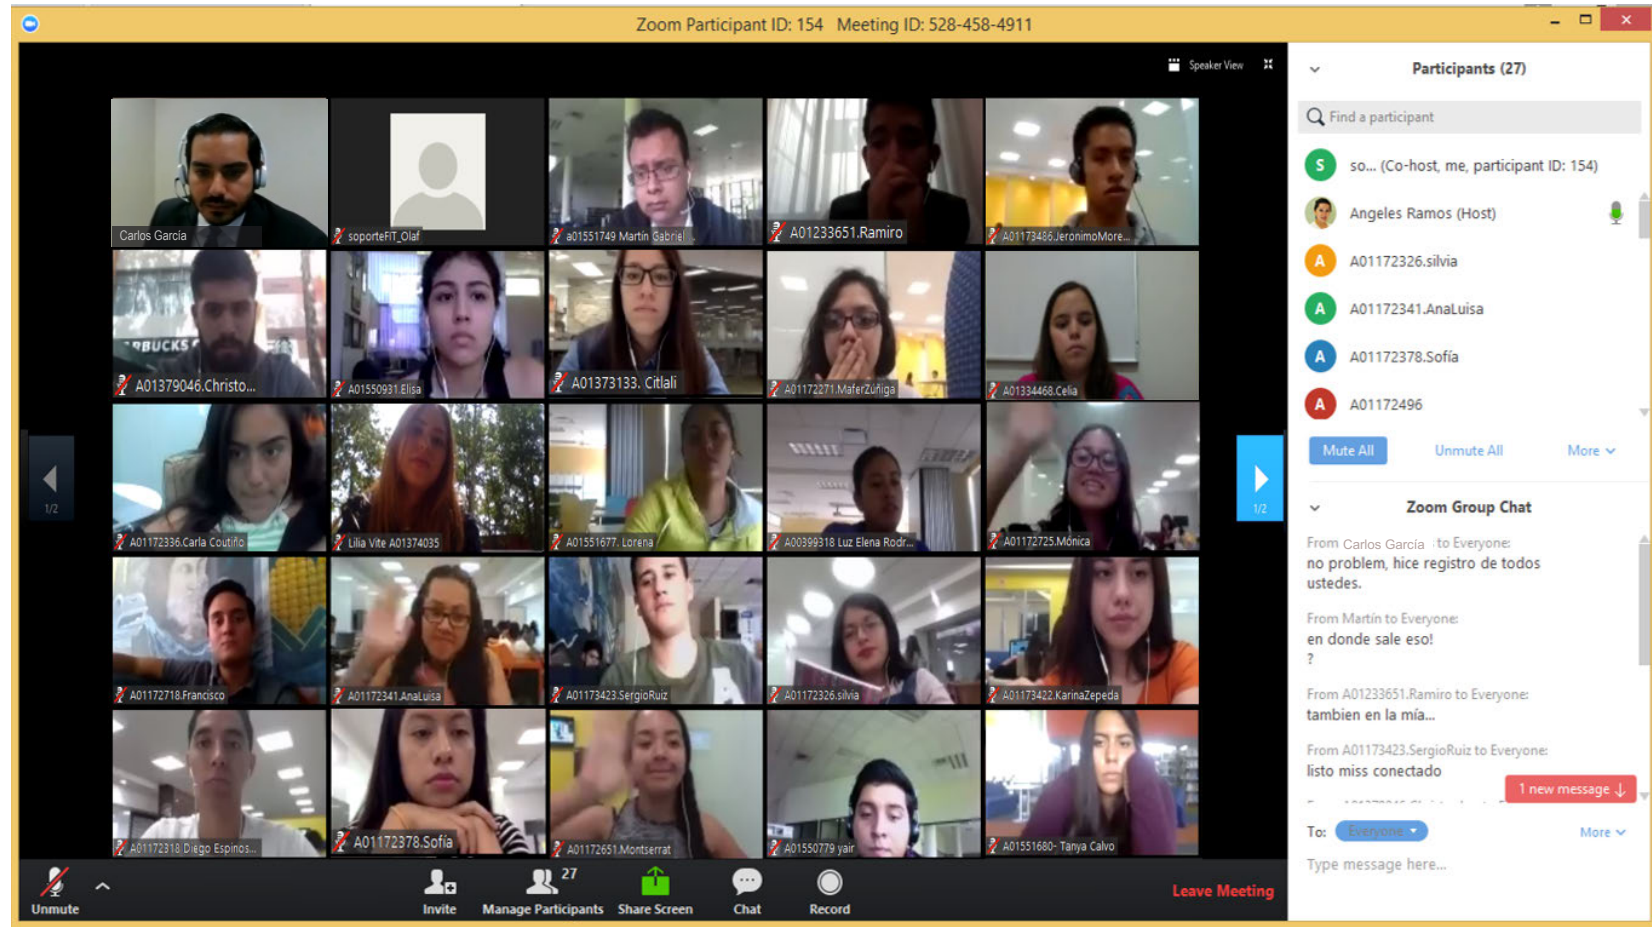 Zoom Participant ID: 154 Meeting ID: 528-458-4911
Speaker View
Carlos García
soporteFIT_Olaf
a01551749 Martín Gabriel ...
A01233651.Ramiro
A01173486.JeronimoMore...
A01379046.Christo...
A01550931.Elisa
A01373133. Citlali
A01172271.MaferZúñiga
A01334468.Celia
A01172336.Carla Coutiño
Lilia Vite A01374035
A01551677. Lorena
A00399318 Luz Elena Rodr...
A01172725.Mónica
A01172718.Francisco
A01172341.AnaLuisa
A01173423.SergioRuiz
A01172326.silvia
A01173422.KarinaZepeda
A01172318 Diego Espinos...
A01172378.Sofía
A01172651.Montserrat
A01550779 yair
A01551680- Tanya Calvo
1/2
1/2
Unmute
Invite
27
Manage Participants
Share Screen
Chat
Record
Leave Meeting
Participants (27)
Find a participant
S so... (Co-host, me, participant ID: 154)
Angeles Ramos (Host)
A A01172326.silvia
A A01172341.AnaLuisa
A A01172378.Sofía
A A01172496
Mute All Unmute All More
Zoom Group Chat
From Carlos García to Everyone:
no problem, hice registro de todos
ustedes.
From Martín to Everyone:
en donde sale eso!
?
From A01233651.Ramiro to Everyone:
tambien en la mía...
From A01173423.SergioRuiz to Everyone:
listo miss conectado
1 new message
To: Everyone More
Type message here...